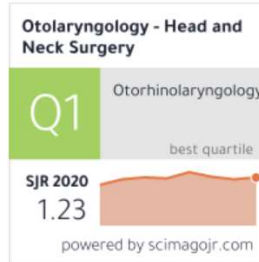 Otolaryngology - Head and
Neck Surgery
Q1
Otorhinolaryngology
best quartile
SJR 2020
1.23
powered by scimagojr.com